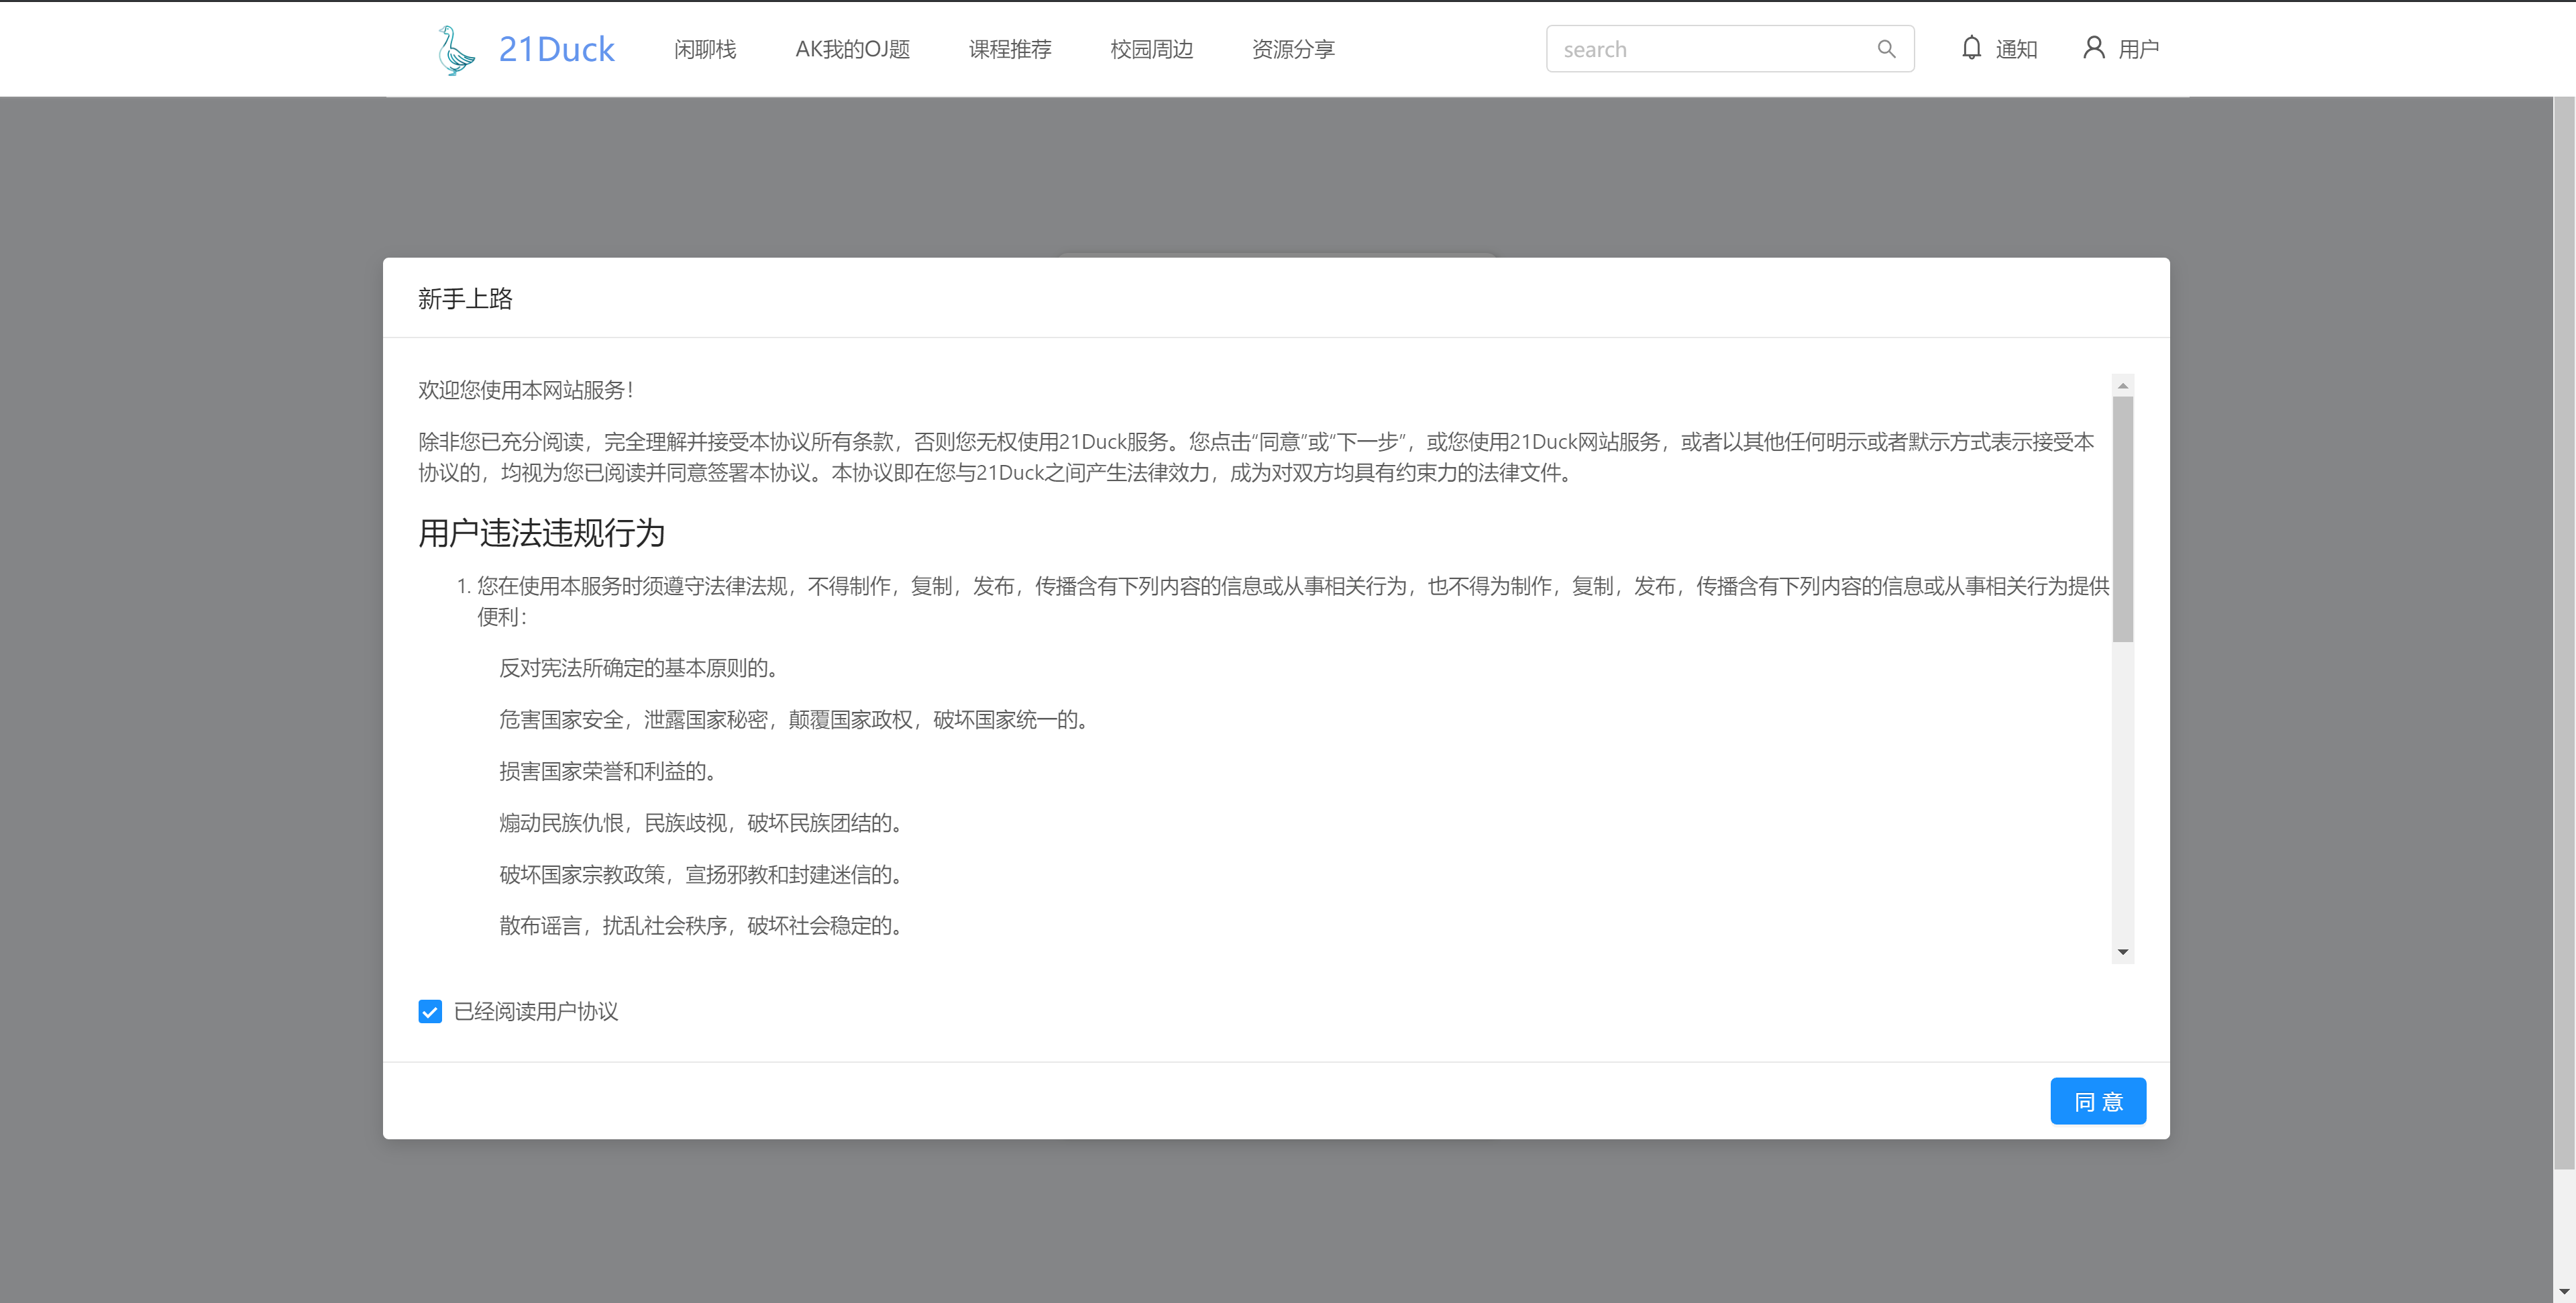 21Duck 闲聊栈 AK我的OJ题 课程推荐 校园周边 资源分享 search 通知 用户
新手上路
欢迎您使用本网站服务！
除非您已充分阅读，完全理解并接受本协议所有条款，否则您无权使用21Duck服务。您点击“同意”或“下一步”，或您使用21Duck网站服务，或者以其他任何明示或者默示方式表示接受本
协议的，均视为您已阅读并同意签署本协议。本协议即在您与21Duck之间产生法律效力，成为对双方均具有约束力的法律文件。
用户违法违规行为
1. 您在使用本服务时须遵守法律法规，不得制作，复制，发布，传播含有下列内容的信息或从事相关行为，也不得为制作，复制，发布，传播含有下列内容的信息或从事相关行为提供
便利：
反对宪法所确定的基本原则的。
危害国家安全，泄露国家秘密，颠覆国家政权，破坏国家统一的。
损害国家荣誉和利益的。
煽动民族仇恨，民族歧视，破坏民族团结的。
破坏国家宗教政策，宣扬邪教和封建迷信的。
散布谣言，扰乱社会秩序，破坏社会稳定的。
已经阅读用户协议
同 意